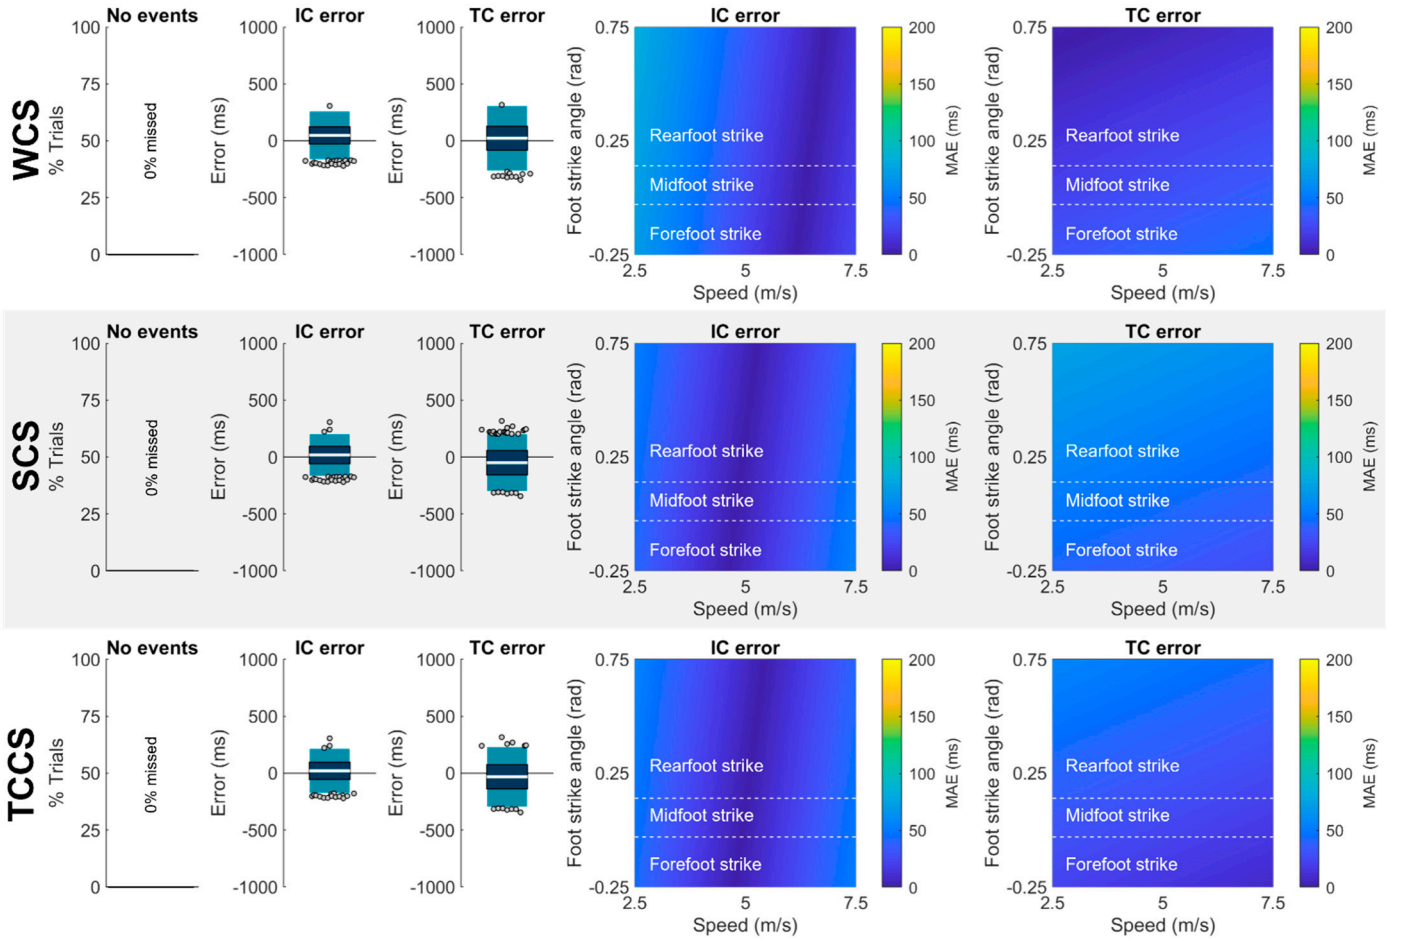 No events IC error TC error IC error TC error
WCS
% Trials
100
75
50
25
0
0% missed
Error (ms)
1000
500
0
-500
-1000
Error (ms)
1000
500
0
-500
-1000
Foot strike angle (rad)
0.75
0.25
-0.25
Rearfoot strike
Midfoot strike
Forefoot strike
2.5 5 7.5
Speed (m/s)
200
150
100
50
0
MAE (ms)
Foot strike angle (rad)
0.75
0.25
-0.25
Rearfoot strike
Midfoot strike
Forefoot strike
2.5 5 7.5
Speed (m/s)
200
150
100
50
0
MAE (ms)
No events IC error TC error IC error TC error
SCS
% Trials
100
75
50
25
0
0% missed
Error (ms)
1000
500
0
-500
-1000
Error (ms)
1000
500
0
-500
-1000
Foot strike angle (rad)
0.75
0.25
-0.25
Rearfoot strike
Midfoot strike
Forefoot strike
2.5 5 7.5
Speed (m/s)
200
150
100
50
0
MAE (ms)
Foot strike angle (rad)
0.75
0.25
-0.25
Rearfoot strike
Midfoot strike
Forefoot strike
2.5 5 7.5
Speed (m/s)
200
150
100
50
0
MAE (ms)
No events IC error TC error IC error TC error
TCCS
% Trials
100
75
50
25
0
0% missed
Error (ms)
1000
500
0
-500
-1000
Error (ms)
1000
500
0
-500
-1000
Foot strike angle (rad)
0.75
0.25
-0.25
Rearfoot strike
Midfoot strike
Forefoot strike
2.5 5 7.5
Speed (m/s)
200
150
100
50
0
MAE (ms)
Foot strike angle (rad)
0.75
0.25
-0.25
Rearfoot strike
Midfoot strike
Forefoot strike
2.5 5 7.5
Speed (m/s)
200
150
100
50
0
MAE (ms)